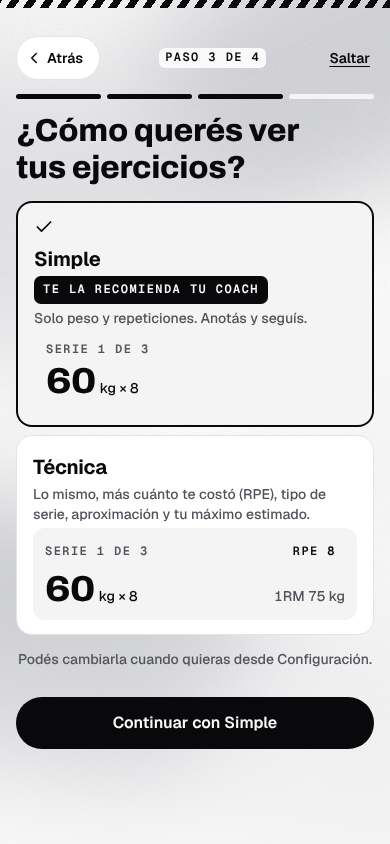 Atrás
PASO 3 DE 4
Saltar
¿Cómo querés ver
tus ejercicios?
Simple
TE LA RECOMIENDA TU COACH
Solo peso y repeticiones. Anotás y seguís.
SERIE 1 DE 3
60 kg × 8
Técnica
Lo mismo, más cuánto te costó (RPE), tipo de
serie, aproximación y tu máximo estimado.
SERIE 1 DE 3
RPE 8
60 kg × 8
1RM 75 kg
Podés cambiarla cuando quieras desde Configuración.
Continuar con Simple